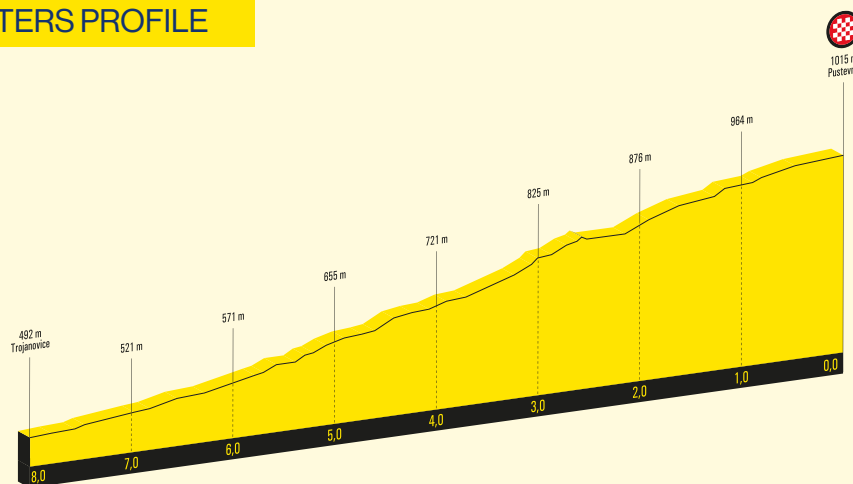 TERS PROFILE
1015 m
Pustevn
964 m
876 m
825 m
721 m
655 m
571 m
521 m
492 m
Trojanovice
8,0
7,0
6,0
5,0
4,0
3,0
2,0
1,0
0,0